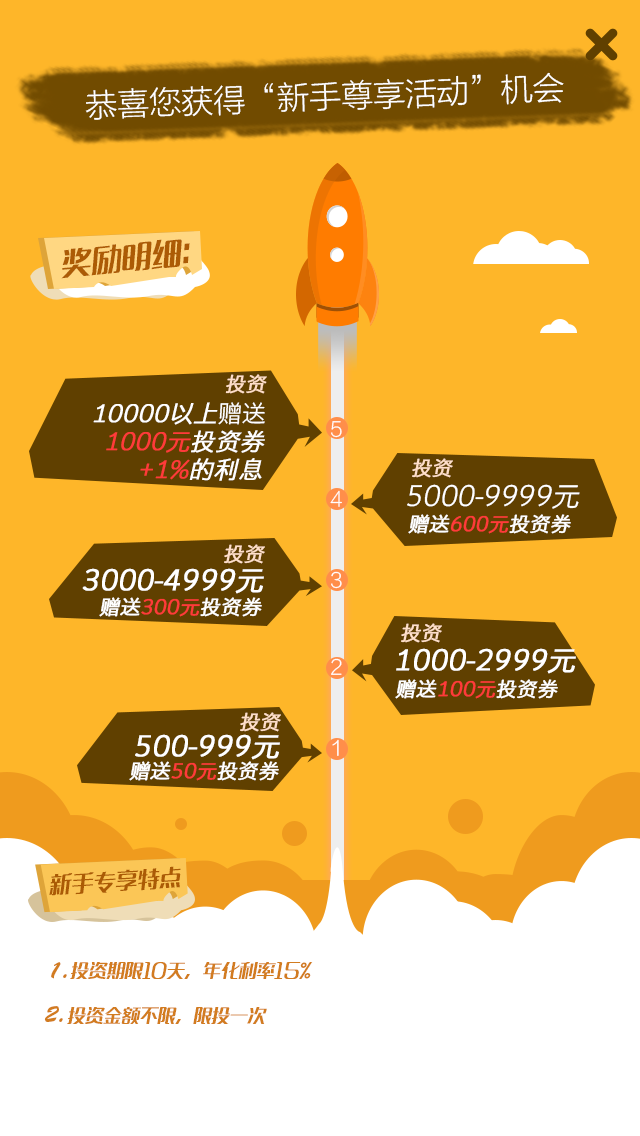 恭喜您获得“新手尊享活动”机会
奖励明细:
投资
10000以上赠送
1000元投资券
+1%的利息
5
投资
5000-9999元
赠送600元投资券
4
投资
3000-4999元
赠送300元投资券
3
投资
1000-2999元
赠送100元投资券
2
投资
500-999元
赠送50元投资券
1
新手专享特点
1.投资期限10天，年化利率15%
2.投资金额不限，限投一次